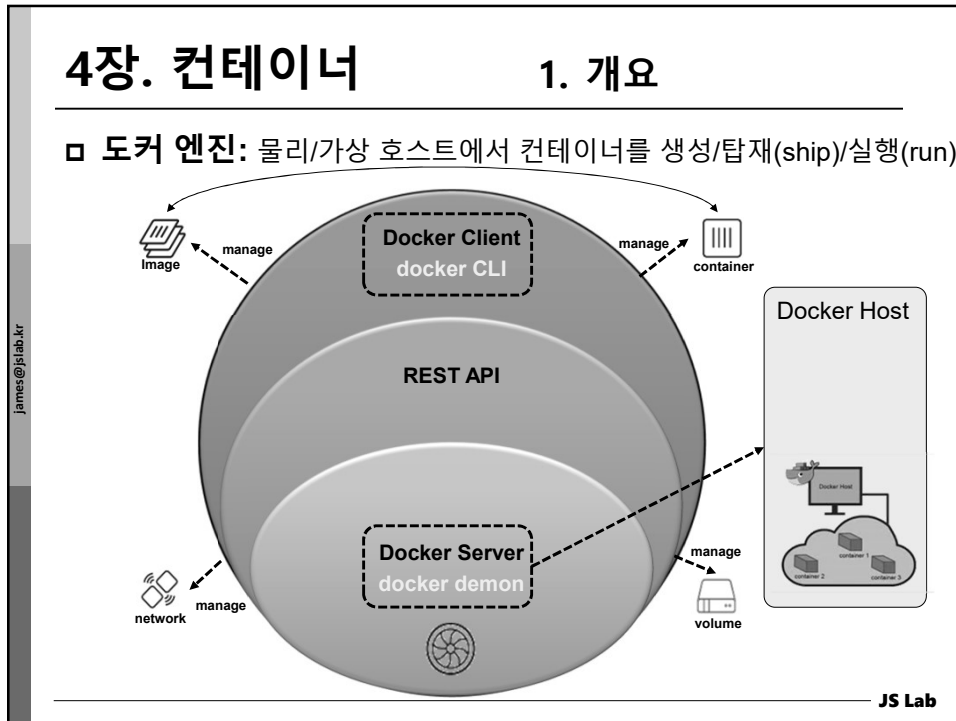 4장. 컨테이너 1. 개요
도커 엔진: 물리/가상 호스트에서 컨테이너를 생성/탑재(ship)/실행(run)
Image
manage
Docker Client
docker CLI
manage
container
Docker Host
james@jslab.kr
REST API
Docker Host
container 1
container 2
container 3
Docker Server
docker demon
network
manage
manage
volume
JS Lab